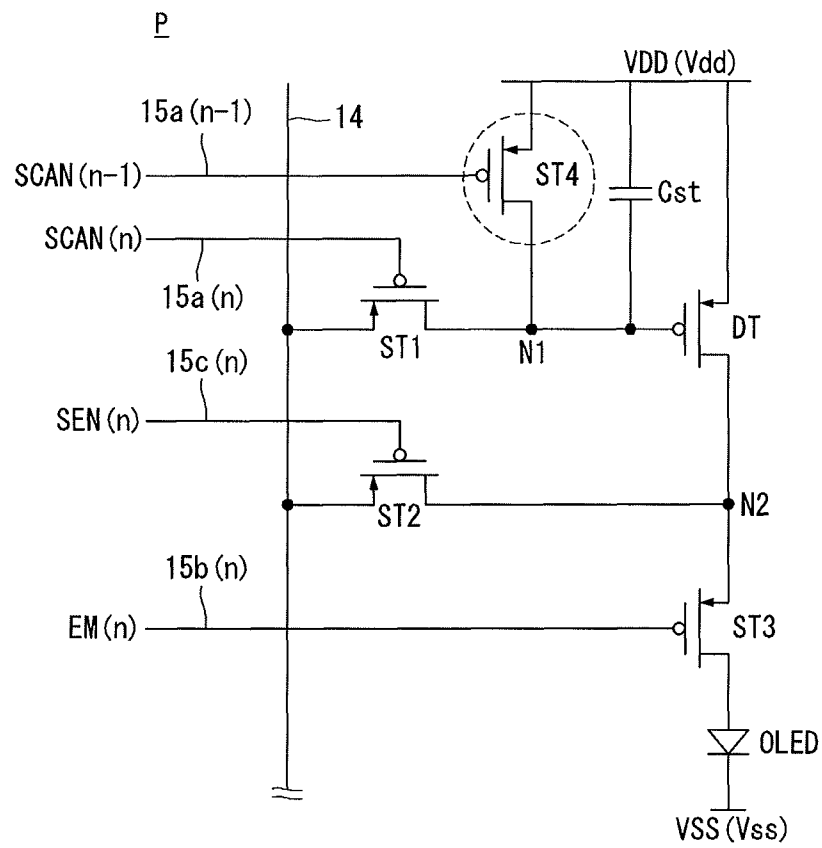 P
VDD(Vdd)
15a(n-1)
14
SCAN(n-1)
ST4
Cst
SCAN(n)
15a(n)
ST1
N1
DT
15c(n)
SEN(n)
ST2
N2
15b(n)
EM(n)
ST3
OLED
VSS(Vss)